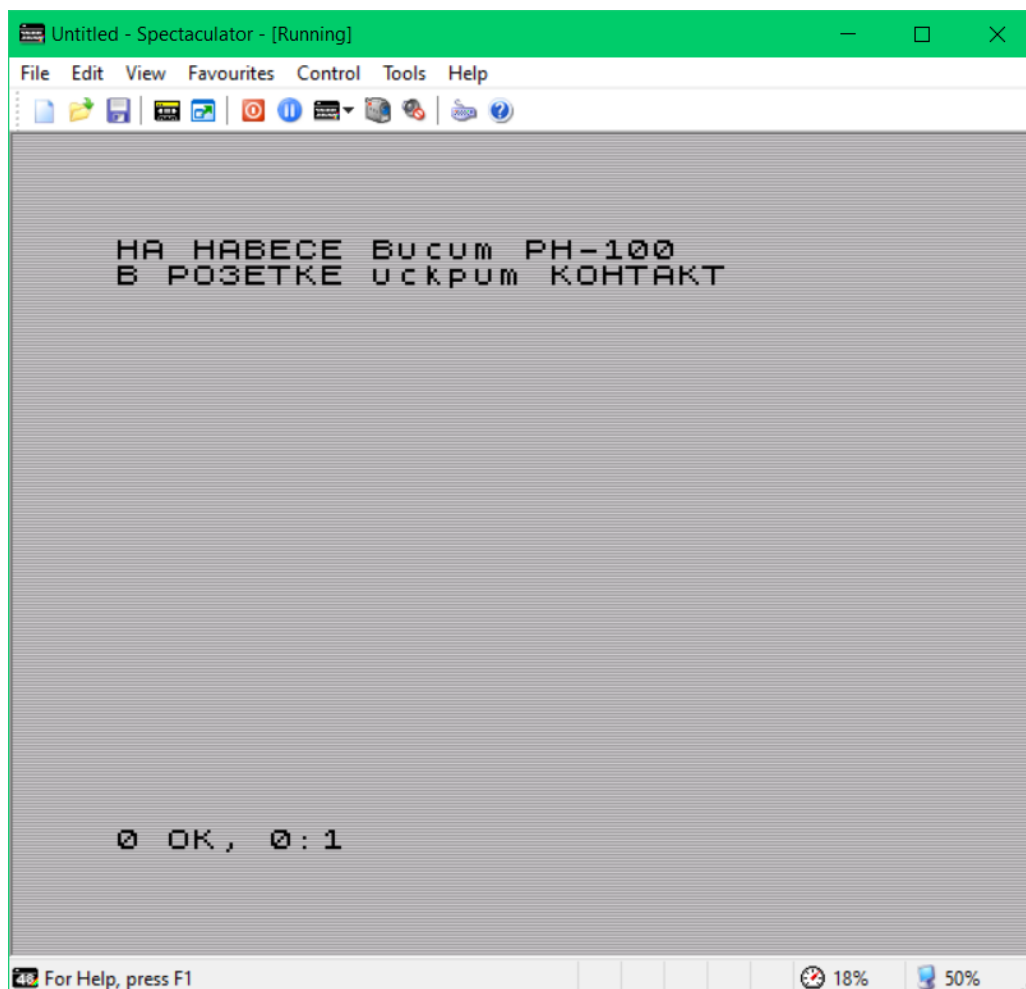 Untitled - Spectaculator - [Running]
File Edit View Favourites Control Tools Help
НА НАВЕСЕ Bucum РН-100
В РОЗЕТКЕ uckpum КОНТАКТ
0 OK, 0:1
48 For Help, press F1 18% 50%